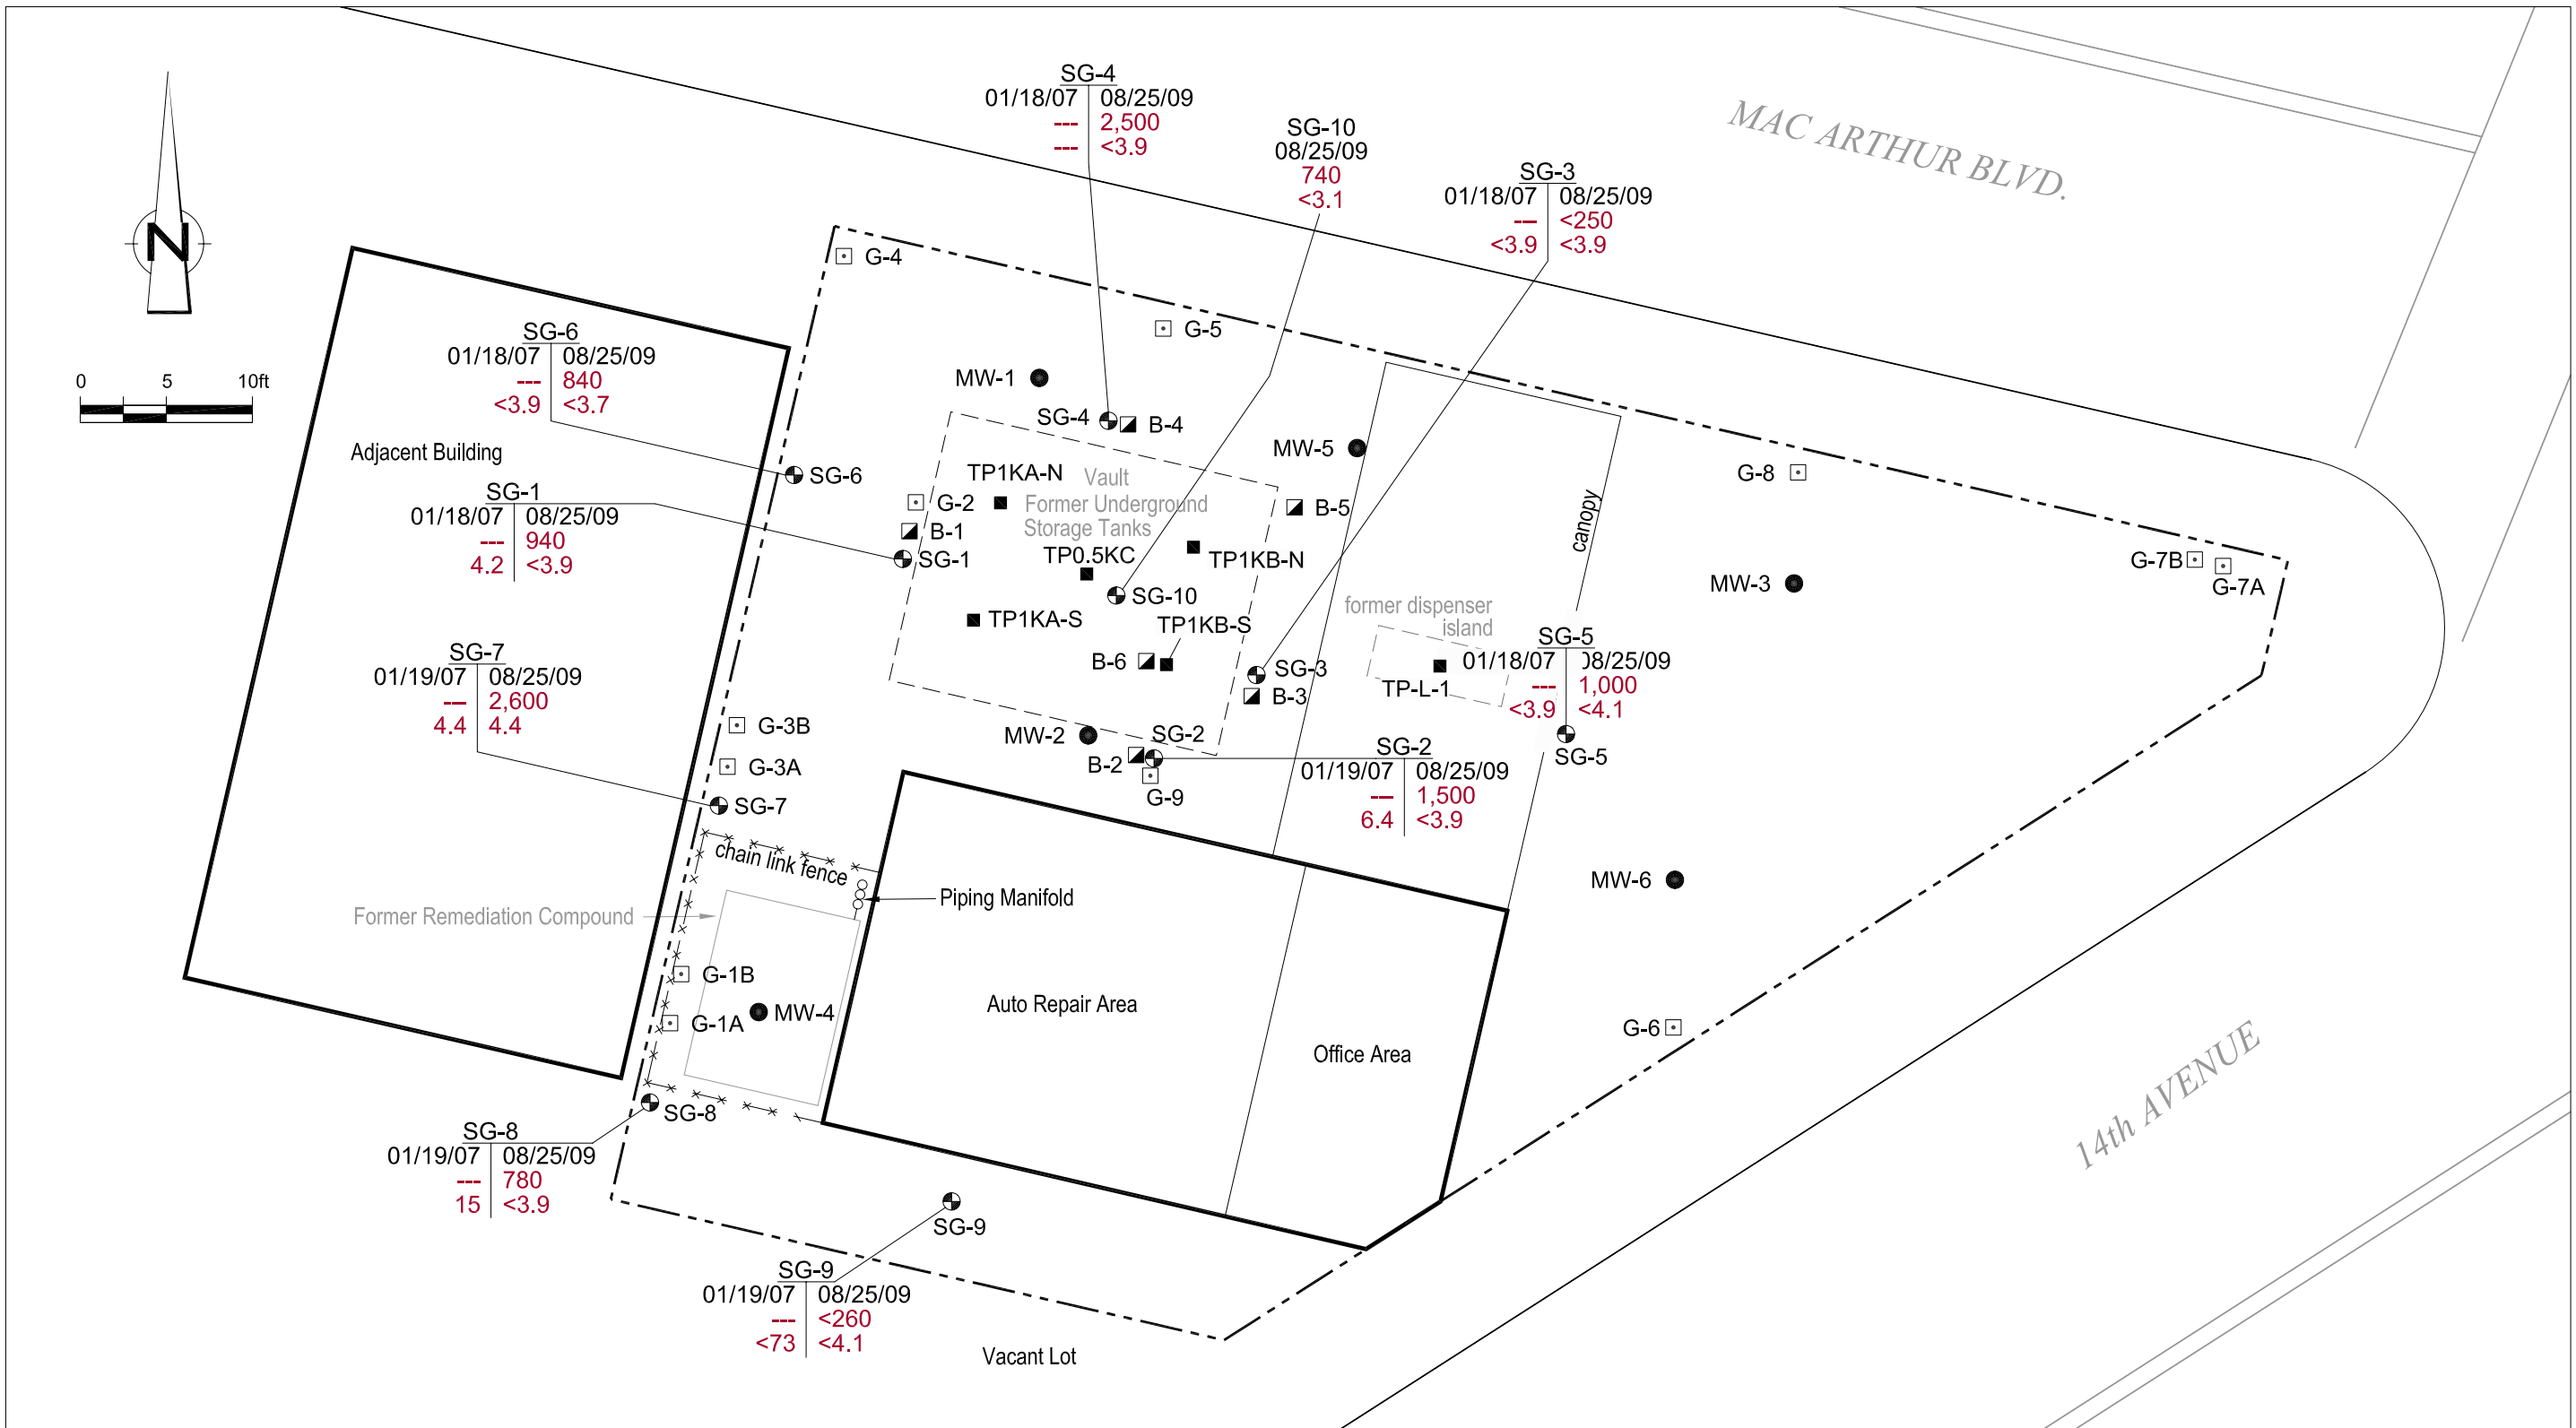 MAC ARTHUR BLVD.
SG-4
01/18/07 08/25/09
--- 2,500
--- <3.9
SG-10
08/25/09
740
<3.1
SG-3
01/18/07 08/25/09
--- <250
<3.9 <3.9
N
0 5 10ft
G-4
G-5
SG-6
01/18/07 08/25/09
--- 840
<3.9 <3.7
MW-1
SG-4
B-4
MW-5
G-8
Adjacent Building
SG-6
TP1KA-N
Vault
Former Underground
Storage Tanks
G-2
B-1
SG-1
B-5
canopy
SG-1
01/18/07 08/25/09
--- 940
4.2 <3.9
TP0.5KC
TP1KB-N
SG-10
TP1KA-S
TP1KB-S
B-6
MW-3
G-7B
G-7A
former dispenser
island
TP-L-1
SG-5
01/18/07 08/25/09
--- 1,000
<3.9 <4.1
SG-5
SG-7
01/19/07 08/25/09
--- 2,600
4.4 4.4
SG-3
B-3
G-3B
G-3A
SG-7
MW-2
SG-2
B-2
G-9
SG-2
01/19/07 08/25/09
--- 1,500
6.4 <3.9
chain link fence
Piping Manifold
Former Remediation Compound
MW-6
G-1B
MW-4
G-1A
Auto Repair Area
Office Area
G-6
14th AVENUE
SG-8
SG-8
01/19/07 08/25/09
--- 780
15 <3.9
SG-9
SG-9
01/19/07 08/25/09
--- <260
<73 <4.1
Vacant Lot